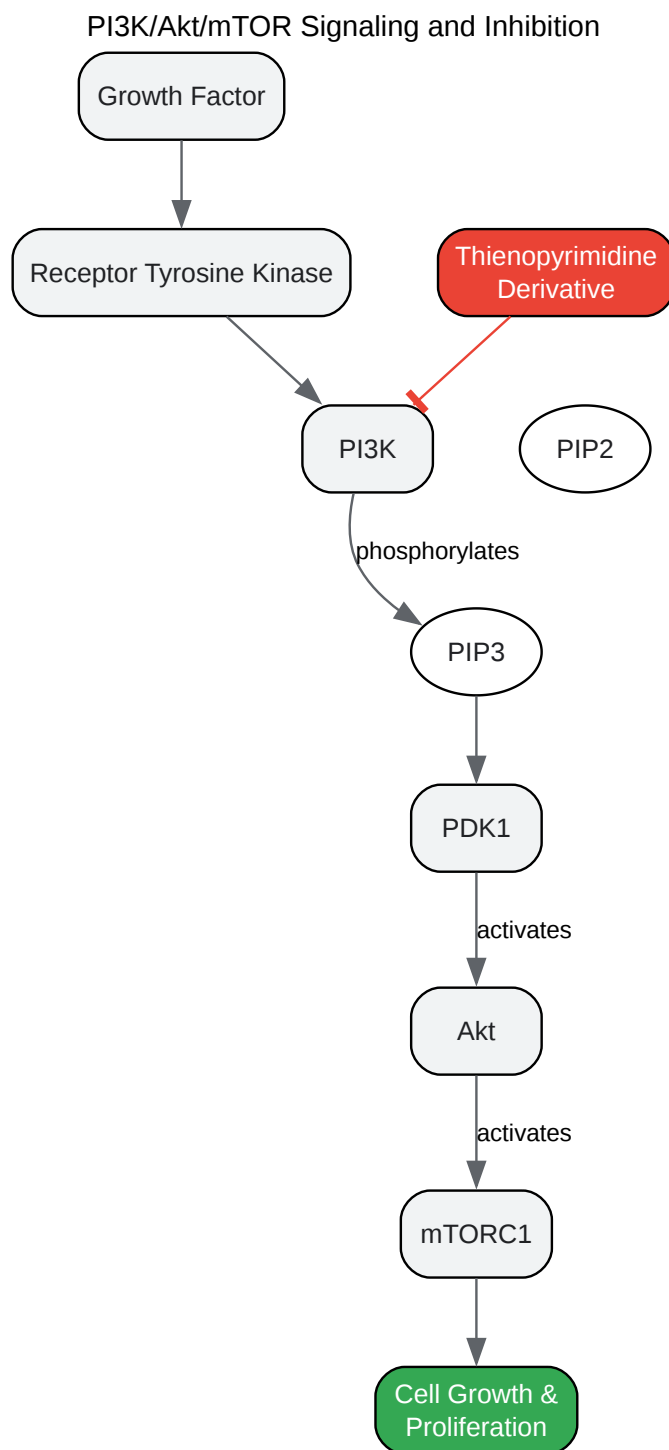 PI3K/Akt/mTOR Signaling and Inhibition
Growth Factor
Receptor Tyrosine Kinase
Thienopyrimidine
Derivative
PI3K
PIP2
phosphorylates
PIP3
PDK1
activates
Akt
activates
mTORC1
Cell Growth &
Proliferation